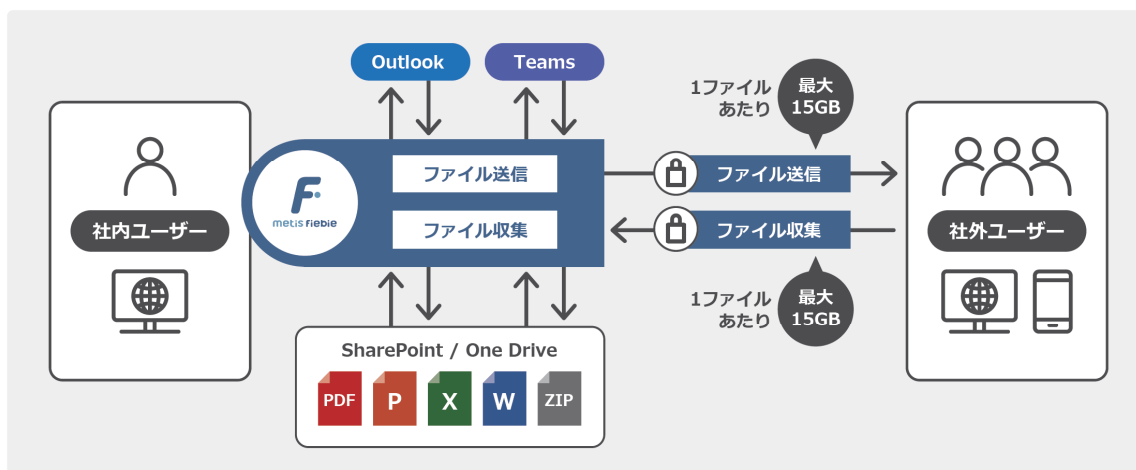 Outlook
Teams
1ファイル
あたり
最大
15GB
社内ユーザー
F
metis fiebie
ファイル送信
ファイル収集
ファイル送信
ファイル収集
社外ユーザー
1ファイル
あたり
最大
15GB
SharePoint / One Drive
PDF
P
X
W
ZIP